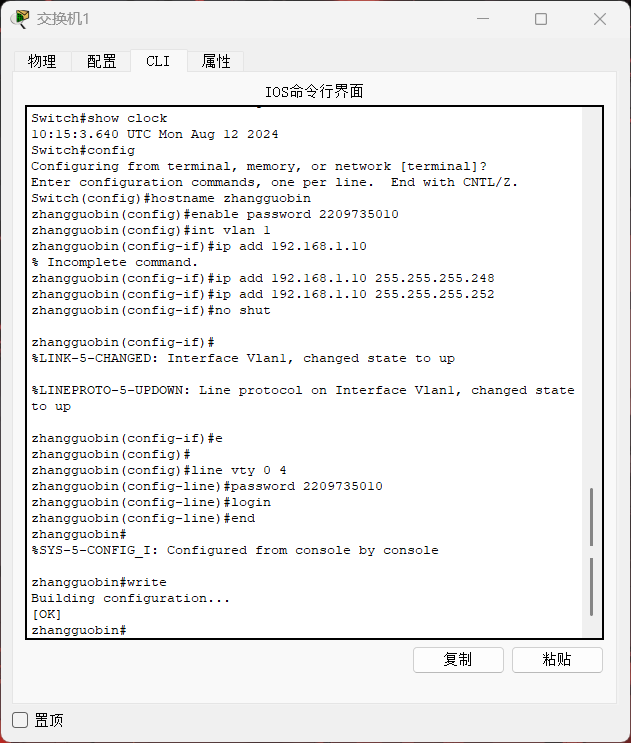 交换机1
物理 配置 CLI 属性
IOS命令行界面
Switch#show clock
10:15:3.640 UTC Mon Aug 12 2024
Switch#config
Configuring from terminal, memory, or network [terminal]?
Enter configuration commands, one per line.  End with CNTL/Z.
Switch(config)#hostname zhangguobin
zhangguobin(config)#enable password 2209735010
zhangguobin(config)#int vlan 1
zhangguobin(config-if)#ip add 192.168.1.10
% Incomplete command.
zhangguobin(config-if)#ip add 192.168.1.10 255.255.255.248
zhangguobin(config-if)#ip add 192.168.1.10 255.255.255.252
zhangguobin(config-if)#no shut
zhangguobin(config-if)#
%LINK-5-CHANGED: Interface Vlan1, changed state to up
%LINEPROTO-5-UPDOWN: Line protocol on Interface Vlan1, changed state
to up
zhangguobin(config-if)#e
zhangguobin(config)#
zhangguobin(config)#line vty 0 4
zhangguobin(config-line)#password 2209735010
zhangguobin(config-line)#login
zhangguobin(config-line)#end
zhangguobin#
%SYS-5-CONFIG_I: Configured from console by console
zhangguobin#write
Building configuration...
[OK]
zhangguobin#
复制 粘贴
置顶